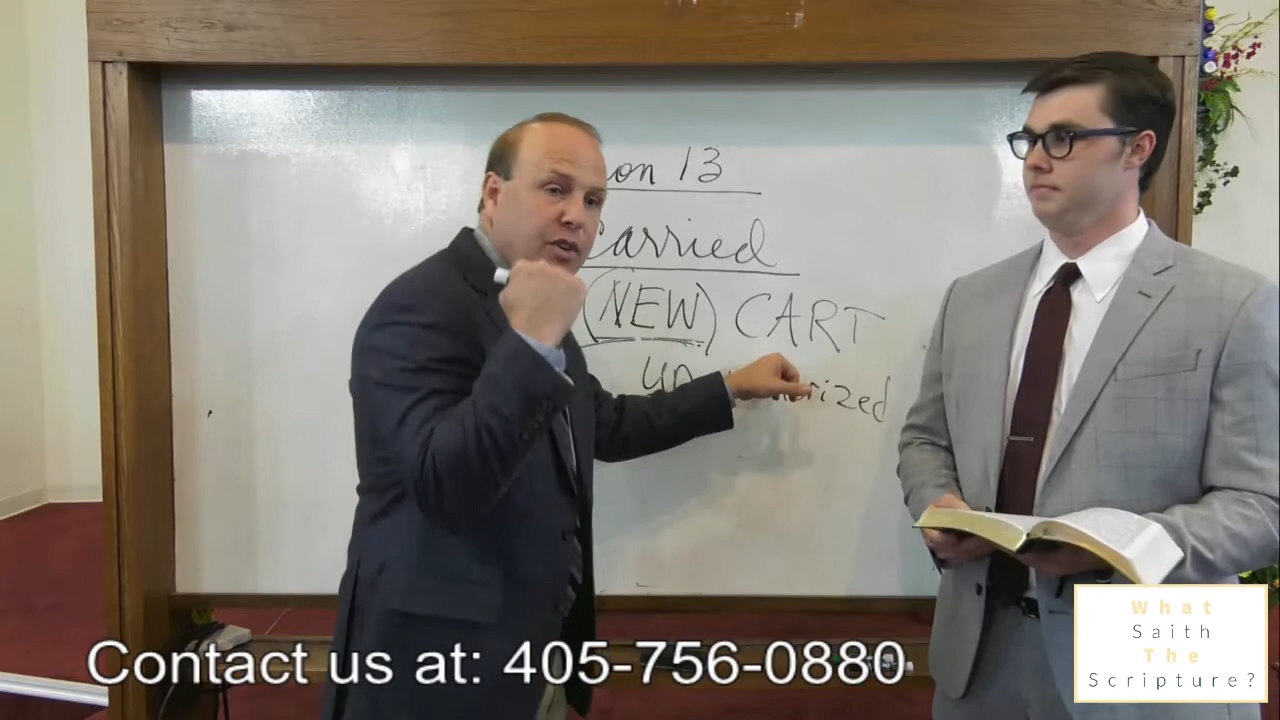 on 13
Carried
(NEW) CART
un rized
Contact us at: 405-756-0880
What
Saith
The
Scripture?